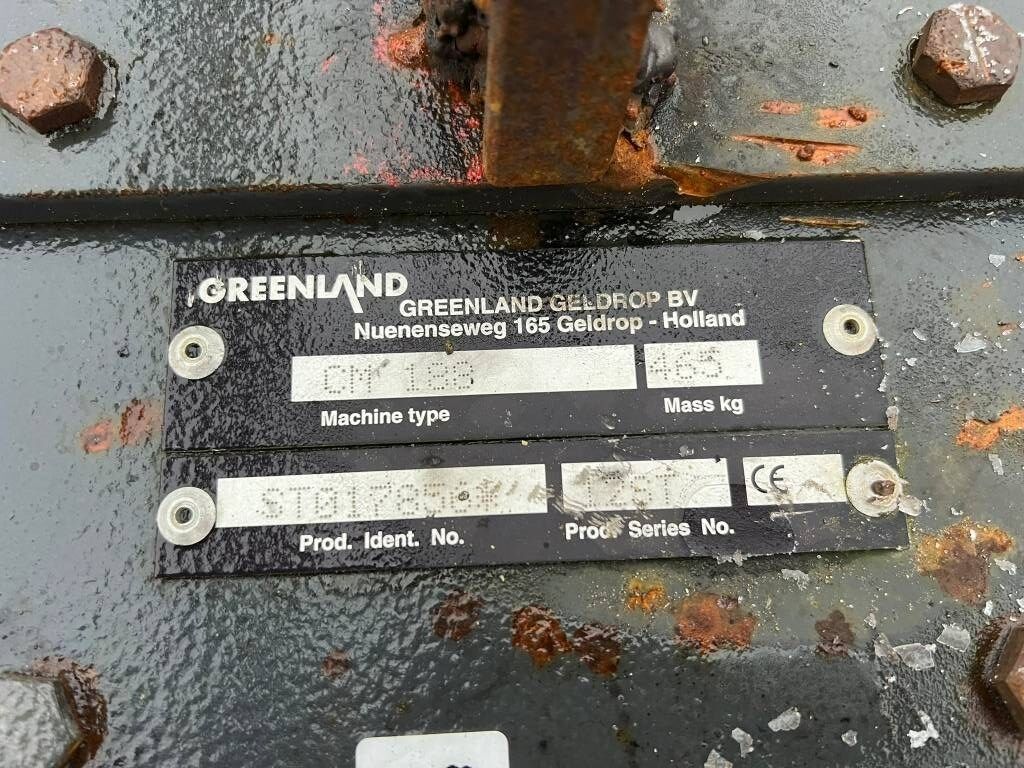 GREENLAND
GREENLAND GELDROP BV
Nuenenseweg 165 Geldrop - Holland
CM 188 465
Machine type Mass kg
CE
Prod. Ident. No. Prod. Series No.